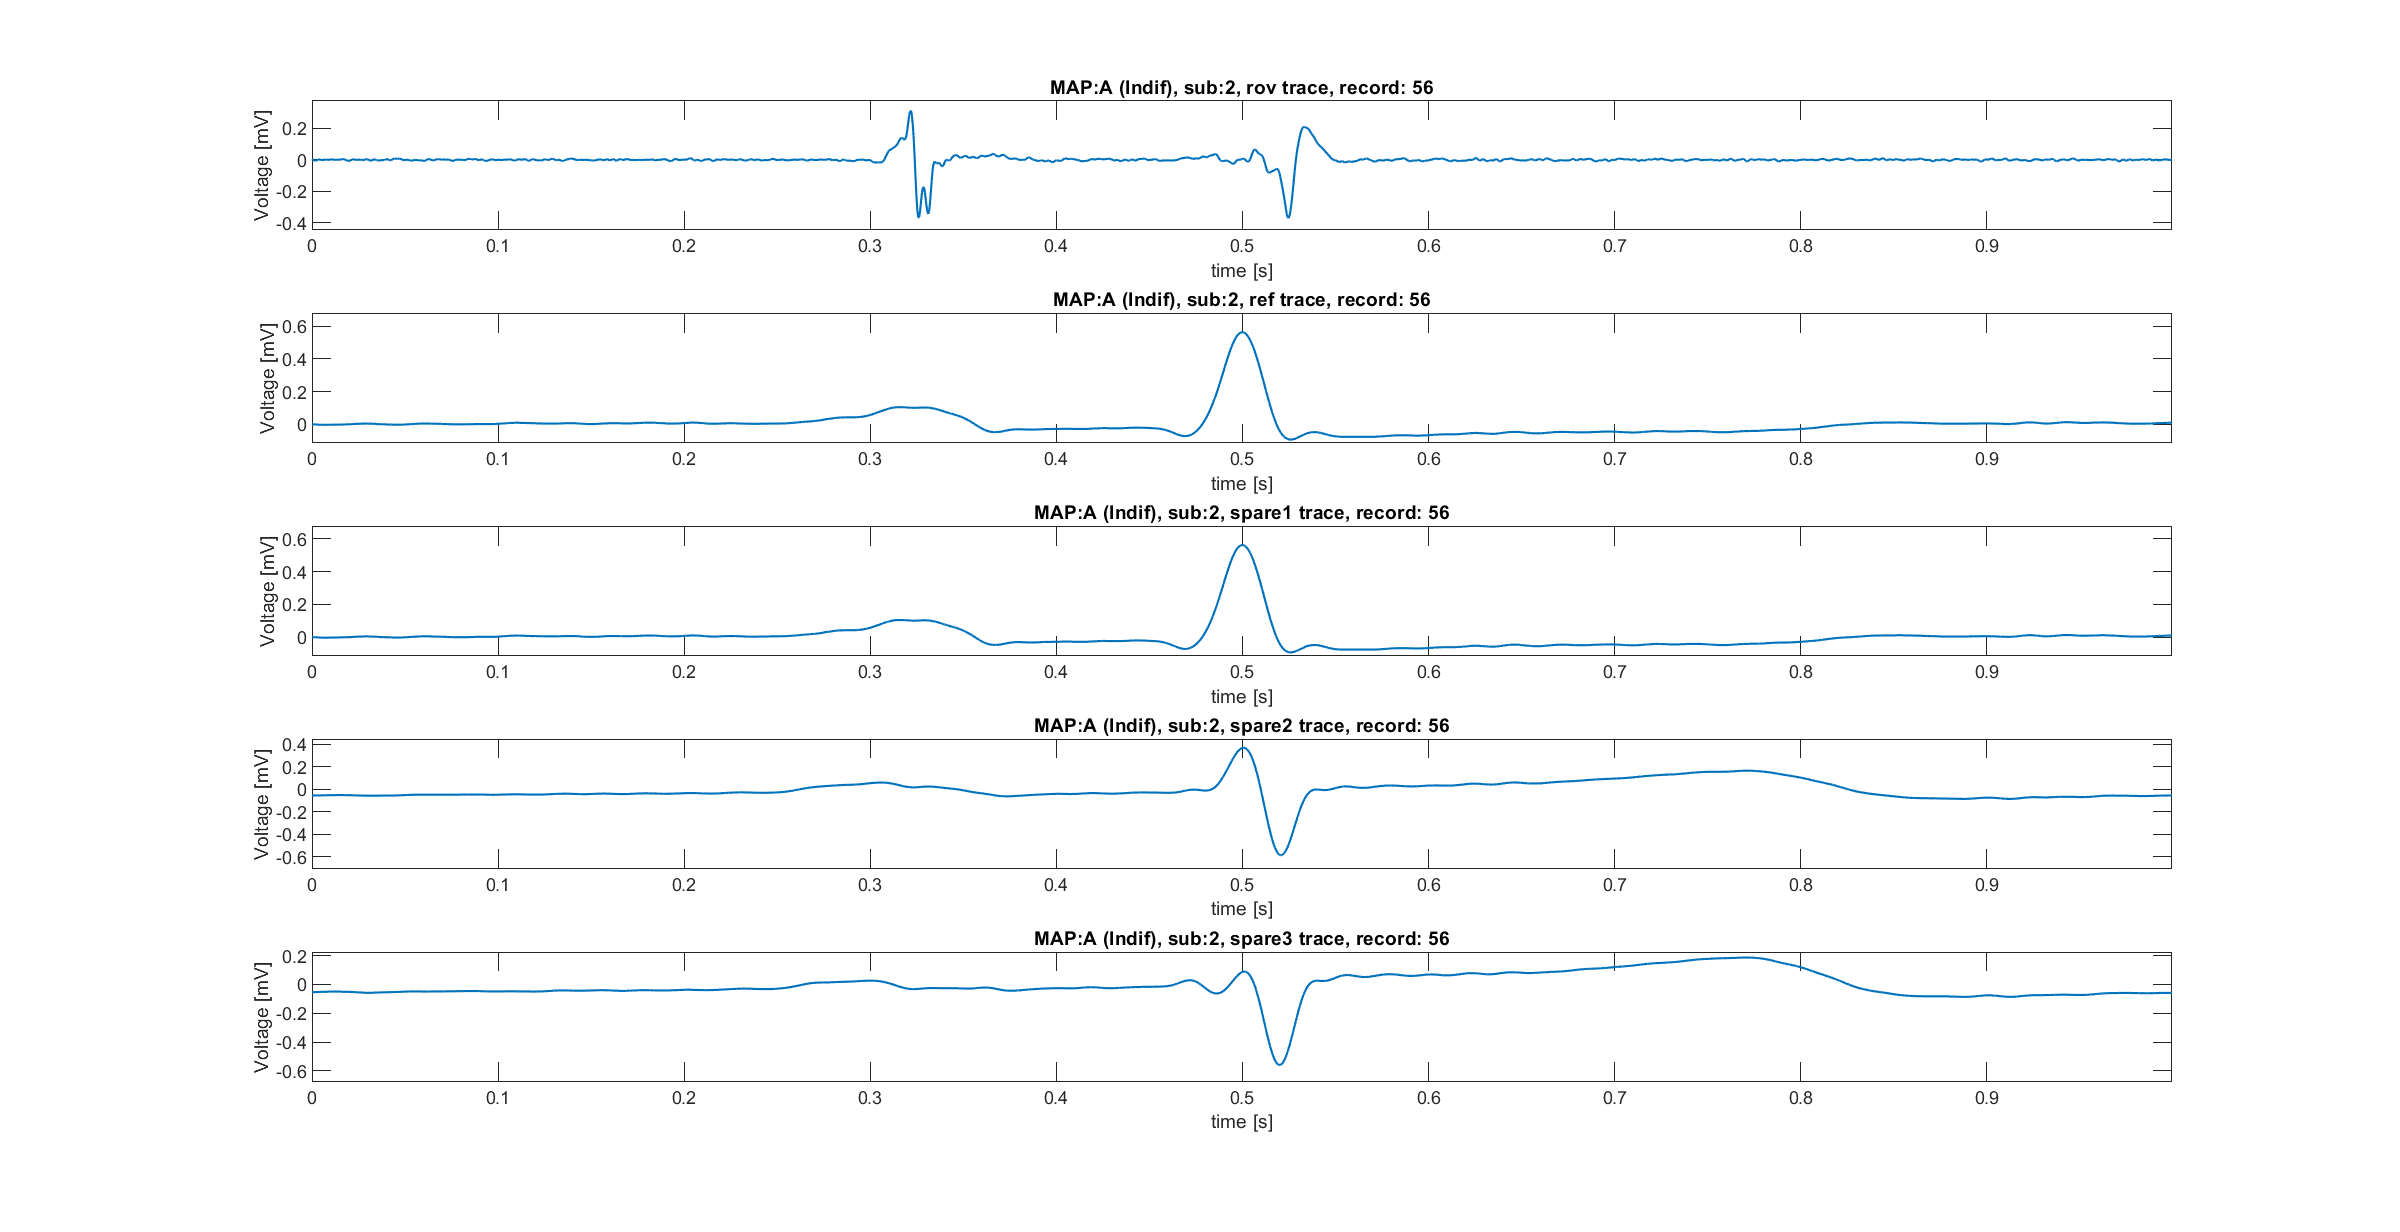 MAP:A (Indif), sub:2, rov trace, record: 56
Voltage [mV]
0.2
0
-0.2
-0.4
0 0.1 0.2 0.3 0.4 0.5 0.6 0.7 0.8 0.9
time [s]
MAP:A (Indif), sub:2, ref trace, record: 56
Voltage [mV]
0.6
0.4
0.2
0
0 0.1 0.2 0.3 0.4 0.5 0.6 0.7 0.8 0.9
time [s]
MAP:A (Indif), sub:2, spare1 trace, record: 56
Voltage [mV]
0.6
0.4
0.2
0
0 0.1 0.2 0.3 0.4 0.5 0.6 0.7 0.8 0.9
time [s]
MAP:A (Indif), sub:2, spare2 trace, record: 56
Voltage [mV]
0.4
0.2
0
-0.2
-0.4
-0.6
0 0.1 0.2 0.3 0.4 0.5 0.6 0.7 0.8 0.9
time [s]
MAP:A (Indif), sub:2, spare3 trace, record: 56
Voltage [mV]
0.2
0
-0.2
-0.4
-0.6
0 0.1 0.2 0.3 0.4 0.5 0.6 0.7 0.8 0.9
time [s]